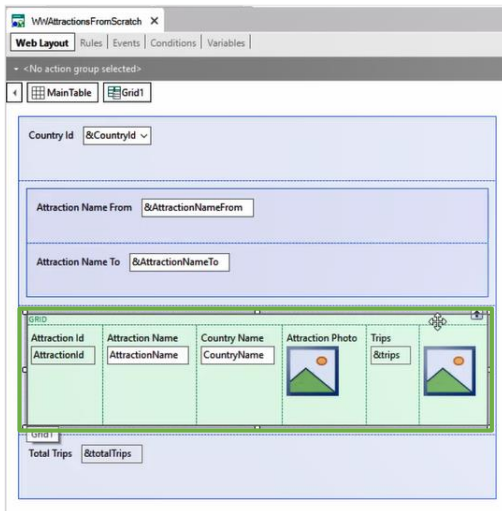 WWAttractionsFromScratch X
Web Layout Rules Events Conditions Variables
<No action group selected>
MainTable Grid1
Country Id &CountryId
Attraction Name From &AttractionNameFrom
Attraction Name To &AttractionNameTo
GRID
Attraction Id Attraction Name Country Name Attraction Photo Trips
AttractionId AttractionName CountryName &trips
Grid1
Total Trips &totalTrips